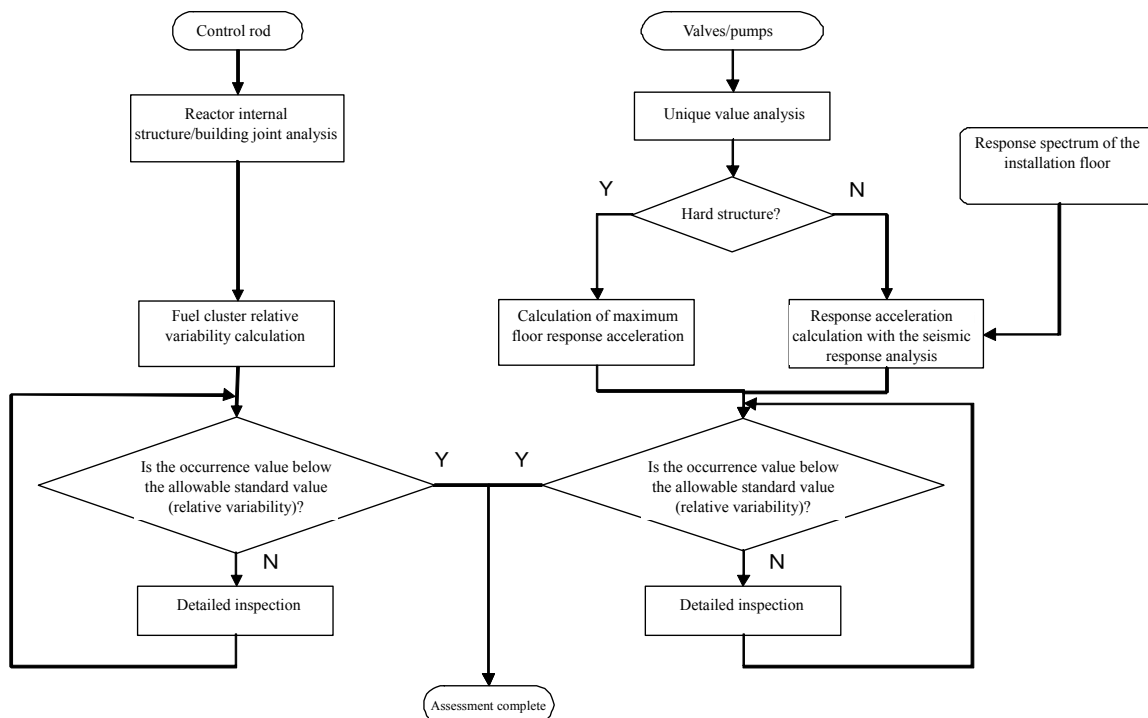 Control rod
Valves/pumps
Reactor internal
structure/building joint analysis
Unique value analysis
Response spectrum of the
installation floor
Y
N
Hard structure?
Fuel cluster relative
variability calculation
Calculation of maximum
floor response acceleration
Response acceleration
calculation with the seismic
response analysis
Is the occurrence value below
the allowable standard value
(relative variability)?
Y
Y
Is the occurrence value below
the allowable standard value
(relative variability)?
N
N
Detailed inspection
Detailed inspection
Assessment complete